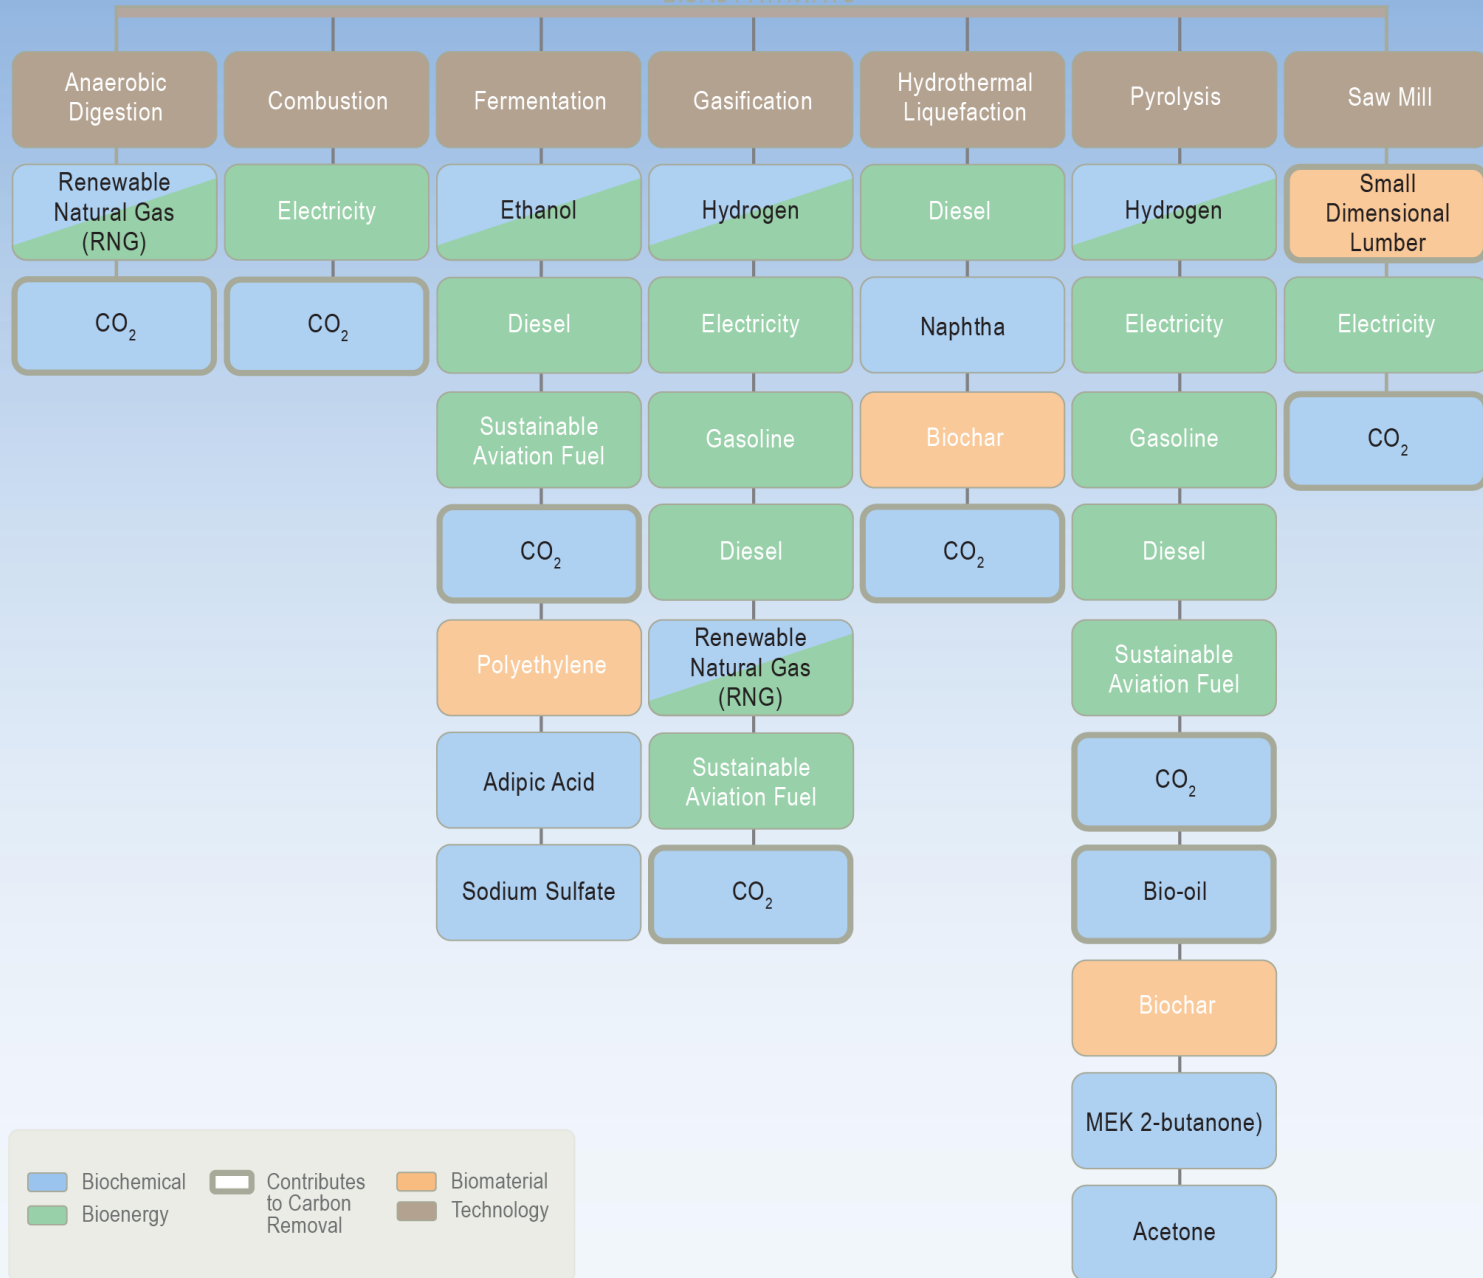 Anaerobic
Digestion
Combustion
Fermentation
Gasification
Hydrothermal
Liquefaction
Pyrolysis
Saw Mill
Renewable
Natural Gas
(RNG)
Electricity
Ethanol
Hydrogen
Diesel
Hydrogen
Small
Dimensional
Lumber
CO2
CO2
Diesel
Electricity
Naphtha
Electricity
Electricity
Sustainable
Aviation Fuel
Gasoline
Biochar
Gasoline
CO2
CO2
Diesel
CO2
Diesel
Polyethylene
Renewable
Natural Gas
(RNG)
Sustainable
Aviation Fuel
Adipic Acid
Sustainable
Aviation Fuel
CO2
Sodium Sulfate
CO2
Bio-oil
Biochar
MEK 2-butanone)
Acetone
Biochemical
Bioenergy
Contributes
to Carbon
Removal
Biomaterial
Technology